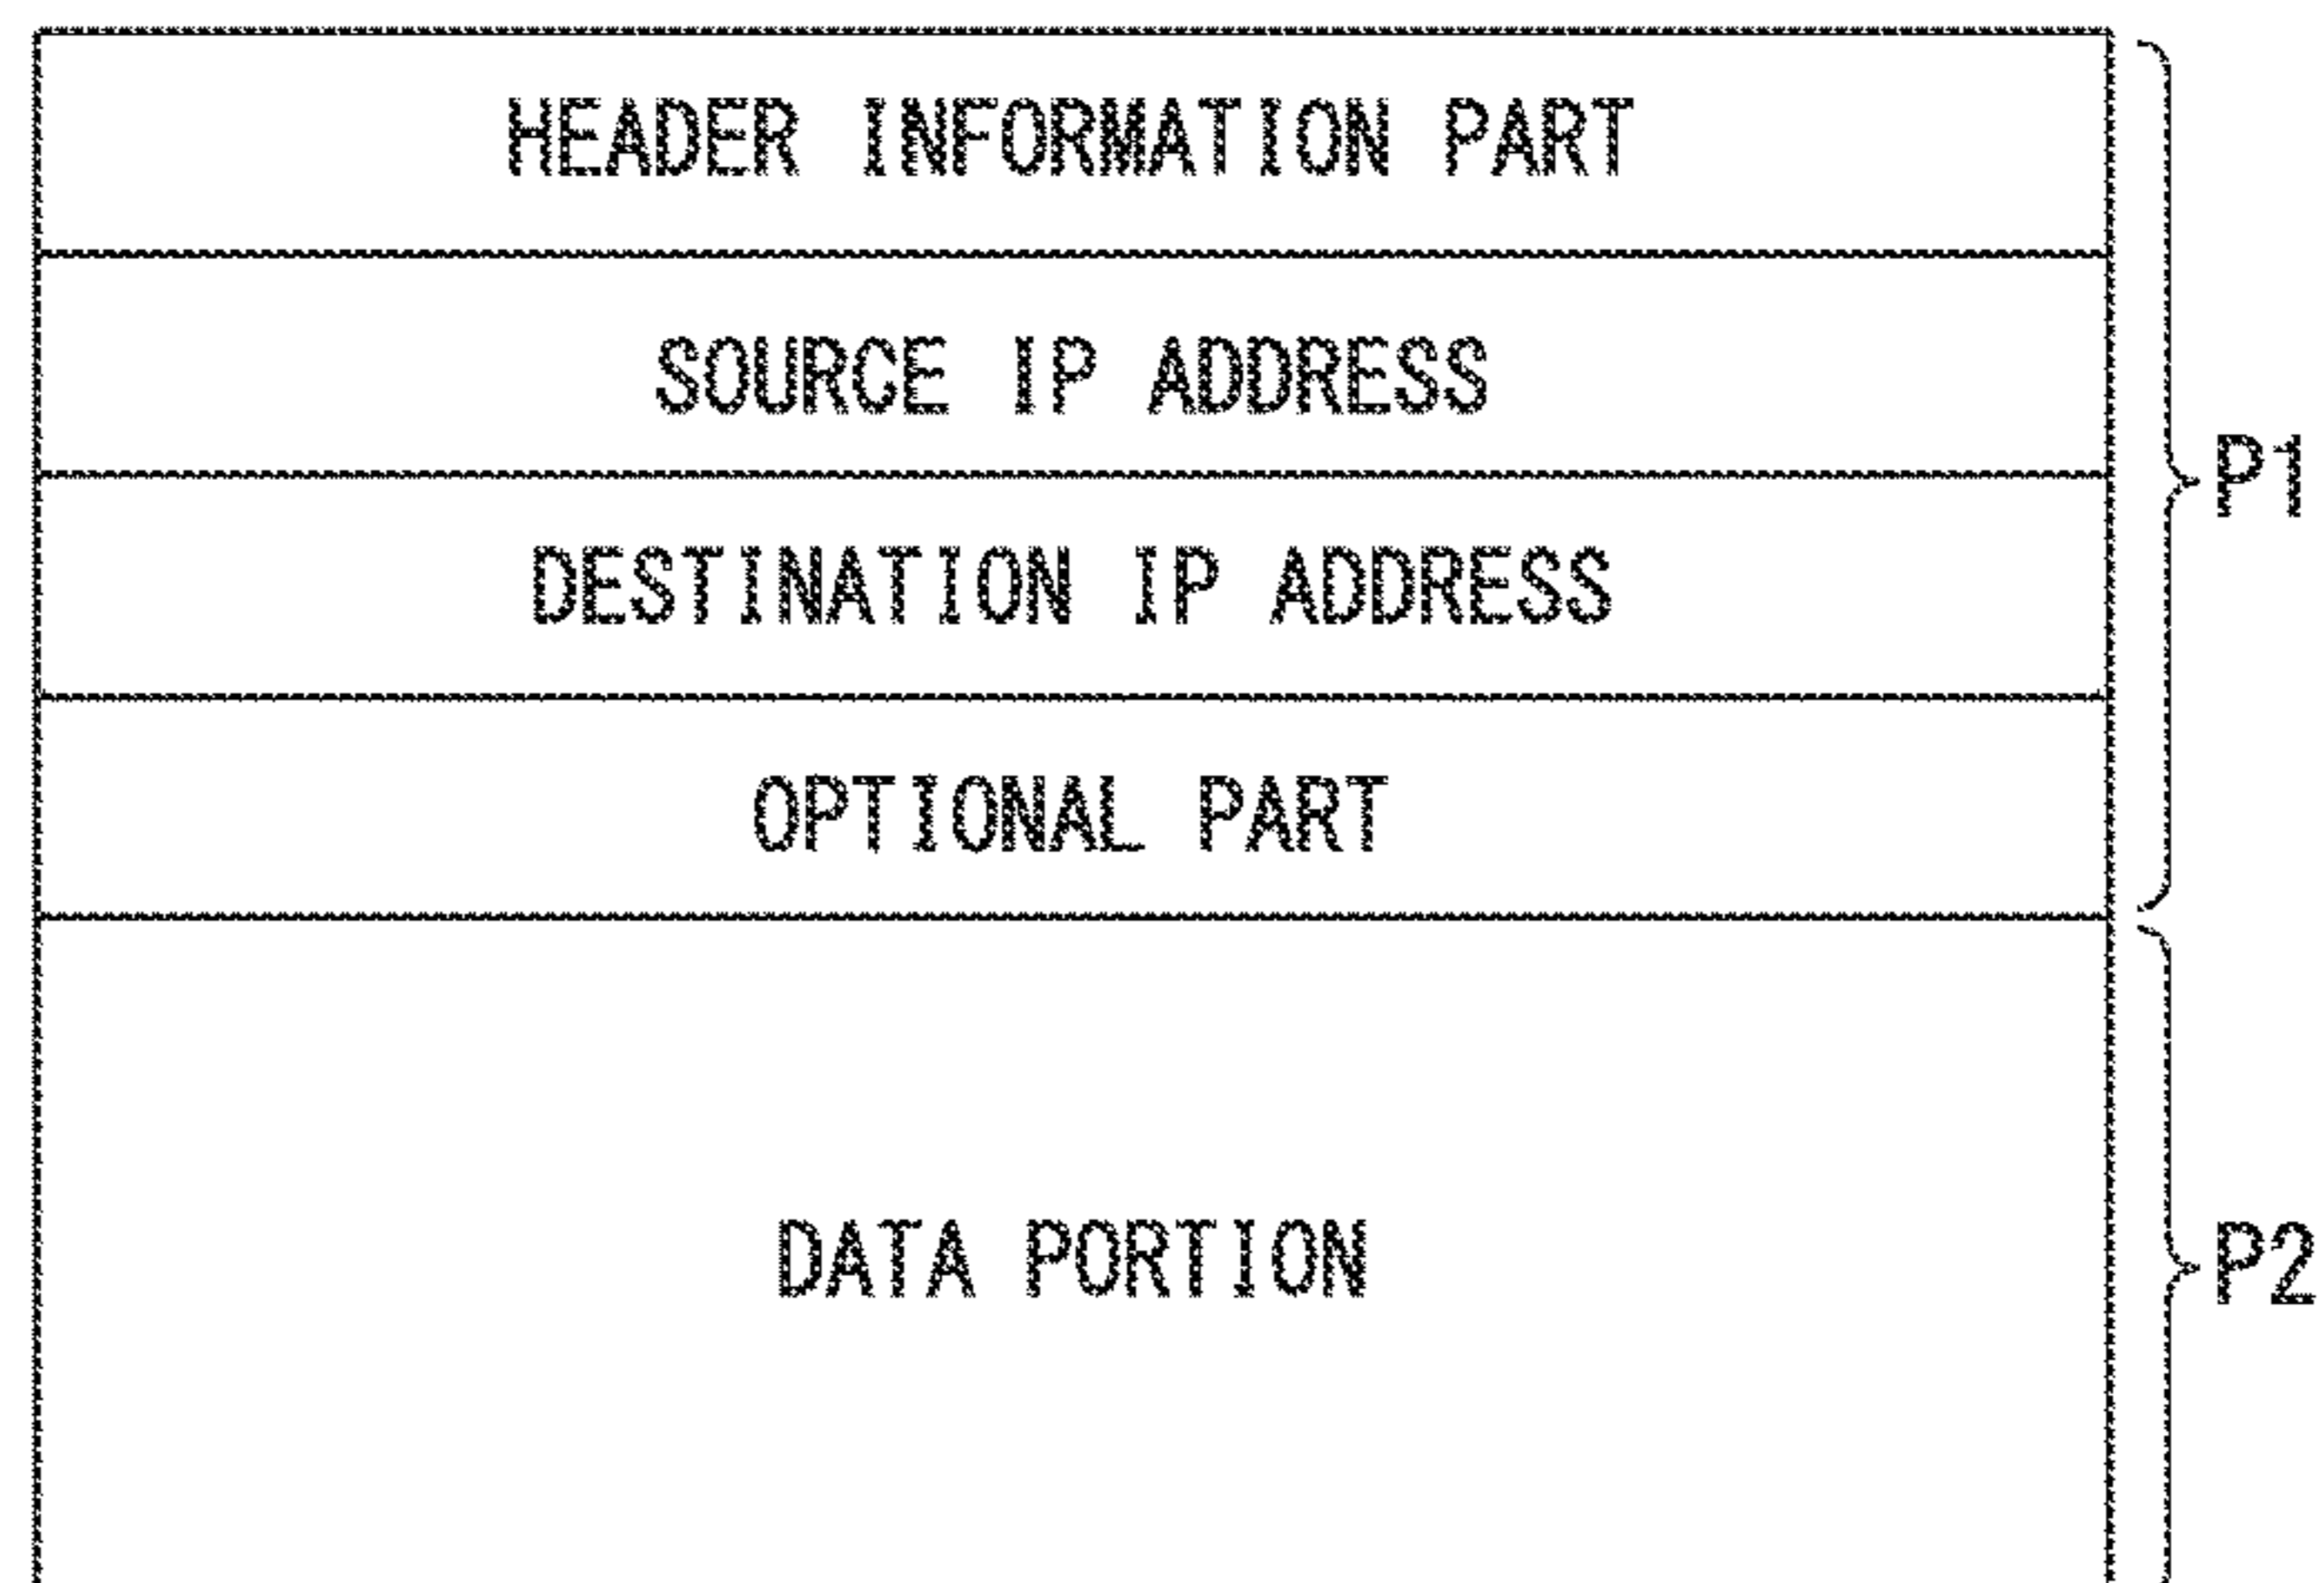 HEADER INFORMATION PART
SOURCE IP ADDRESS
P1
DESTINATION IP ADDRESS
OPTIONAL PART
DATA PORTION
P2